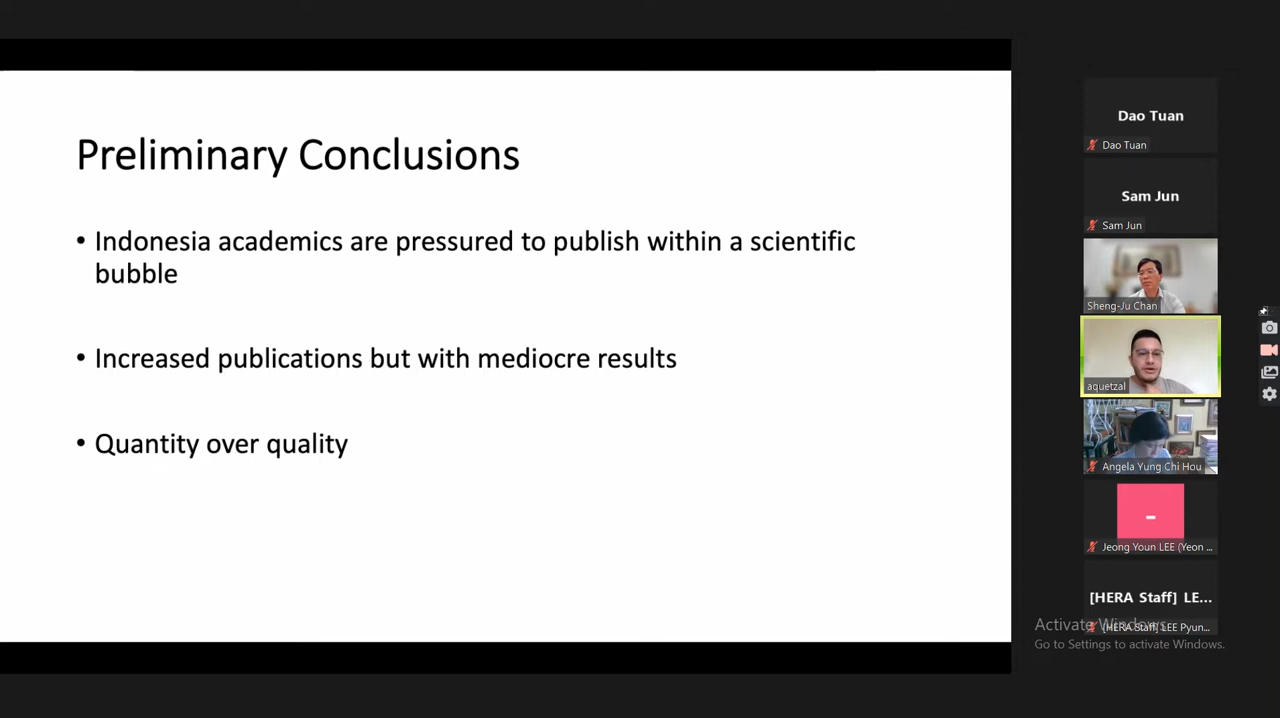 Preliminary Conclusions
• Indonesia academics are pressured to publish within a scientific
bubble
• Increased publications but with mediocre results
• Quantity over quality
Dao Tuan
Dao Tuan
Sam Jun
Sam Jun
Sheng-Ju Chan
aquetzal
Angela Yung Chi Hou
-
Jeong Youn LEE (Yeon ...
[HERA Staff] LE...
[HERA Staff] LEE Pyun...
Activate Windows
Go to Settings to activate Windows.